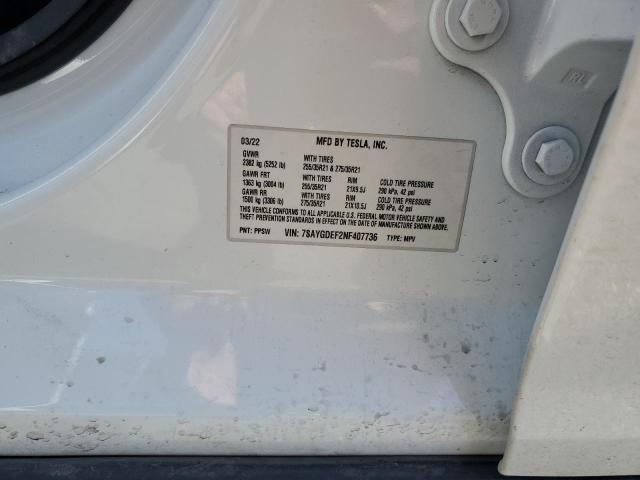 RL
03/22 MFD BY TESLA, INC.
GVWR WITH TIRES
2382 kg (5252 lb) 255/35R21 & 275/35R21
GAWR FRT WITH TIRES RIM COLD TIRE PRESSURE
1363 kg (3004 lb) 255/35R21 21X9.5J 290 kPa, 42 psi
GAWR RR WITH TIRES RIM COLD TIRE PRESSURE
1500 kg (3306 lb) 275/35R21 21X10.5J 290 kPa, 42 psi
THIS VEHICLE CONFORMS TO ALL APPLICABLE U.S. FEDERAL MOTOR VEHICLE SAFETY AND
THEFT PREVENTION STANDARDS IN EFFECT ON THE DATE OF MANUFACTURE SHOWN ABOVE.
PNT: PPSW VIN: 7SAYGDEF2NF407736 TYPE: MPV